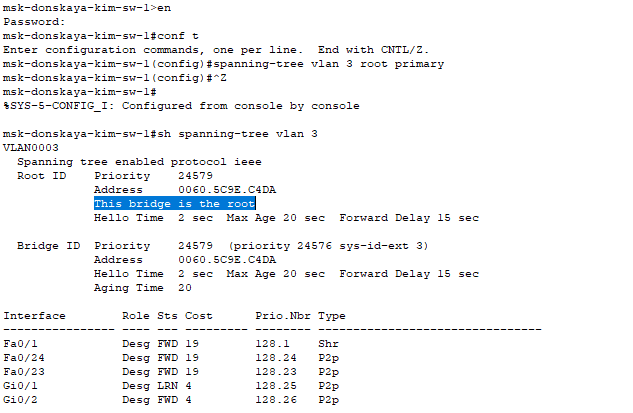 msk-donskaya-kim-sw-1>en
Password:
msk-donskaya-kim-sw-1#conf t
Enter configuration commands, one per line.  End with CNTL/Z.
msk-donskaya-kim-sw-1(config)#spanning-tree vlan 3 root primary
msk-donskaya-kim-sw-1(config)#^Z
msk-donskaya-kim-sw-1#
%SYS-5-CONFIG_I: Configured from console by console

msk-donskaya-kim-sw-1#sh spanning-tree vlan 3
VLAN0003
  Spanning tree enabled protocol ieee
  Root ID    Priority    24579
             Address     0060.5C9E.C4DA
             This bridge is the root
             Hello Time  2 sec  Max Age 20 sec  Forward Delay 15 sec

  Bridge ID  Priority    24579  (priority 24576 sys-id-ext 3)
             Address     0060.5C9E.C4DA
             Hello Time  2 sec  Max Age 20 sec  Forward Delay 15 sec
             Aging Time  20

Interface        Role Sts Cost      Prio.Nbr Type
---------------- ---- --- --------- -------- --------------------------------
Fa0/1            Desg FWD 19        128.1    Shr
Fa0/24           Desg FWD 19        128.24   P2p
Fa0/23           Desg FWD 19        128.23   P2p
Gi0/1            Desg LRN 4         128.25   P2p
Gi0/2            Desg FWD 4         128.26   P2p